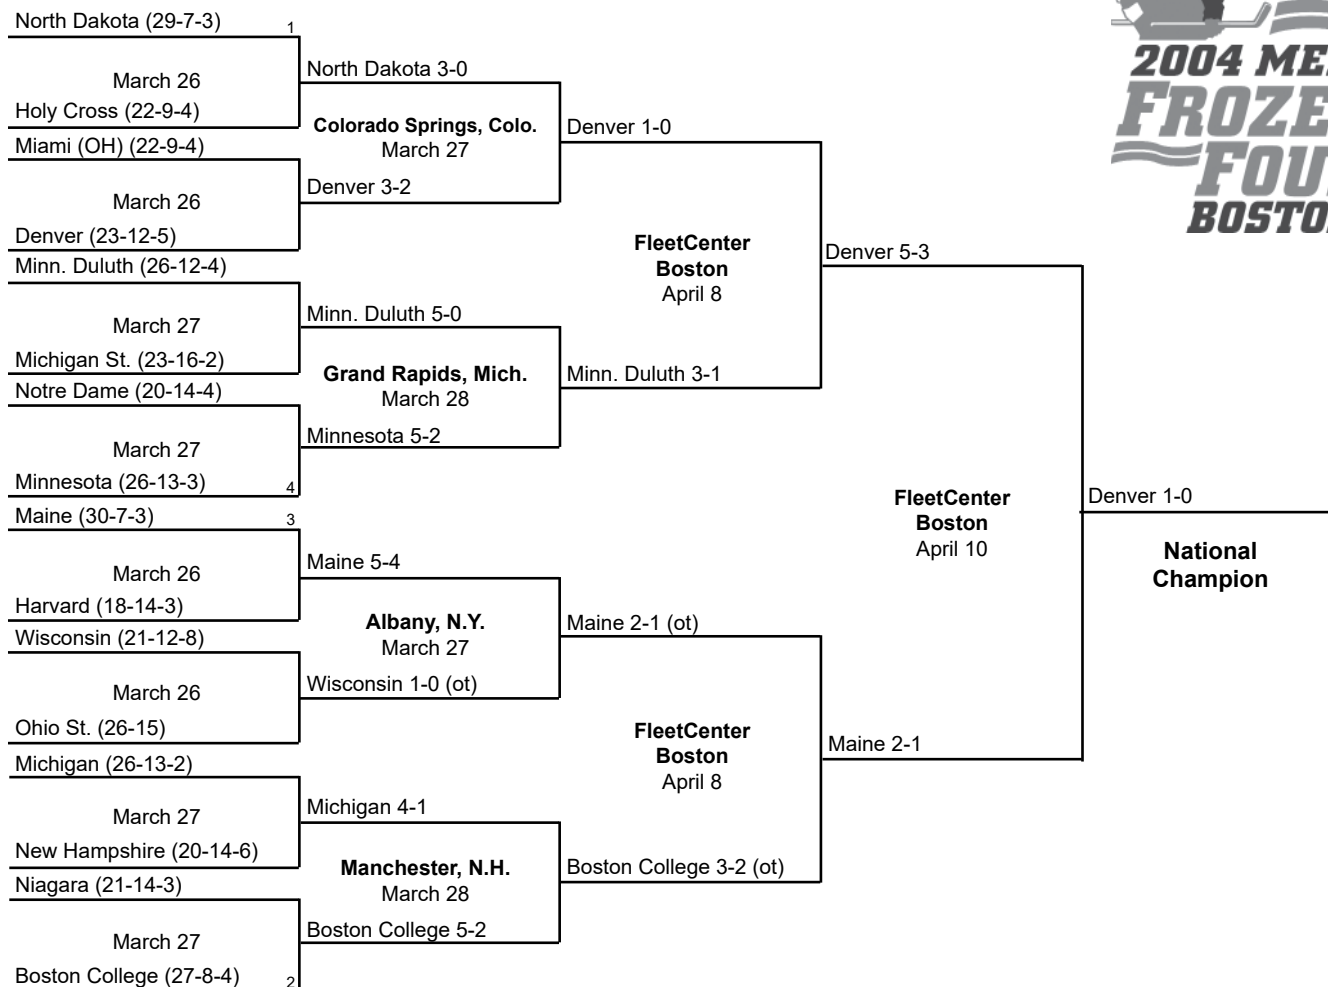 North Dakota (29-7-3)
1
March 26
Holy Cross (22-9-4)
Miami (OH) (22-9-4)
March 26
Denver (23-12-5)
Minn. Duluth (26-12-4)
March 27
Michigan St. (23-16-2)
Notre Dame (20-14-4)
March 27
Minnesota (26-13-3)
4
Maine (30-7-3)
3
March 26
Harvard (18-14-3)
Wisconsin (21-12-8)
March 26
Ohio St. (26-15)
Michigan (26-13-2)
March 27
New Hampshire (20-14-6)
Niagara (21-14-3)
March 27
Boston College (27-8-4)
2
North Dakota 3-0
Colorado Springs, Colo.
March 27
Denver 3-2
Minn. Duluth 5-0
Grand Rapids, Mich.
March 28
Minnesota 5-2
Maine 5-4
Albany, N.Y.
March 27
Wisconsin 1-0 (ot)
Michigan 4-1
Manchester, N.H.
March 28
Boston College 5-2
Denver 1-0
FleetCenter
Boston
April 8
Minn. Duluth 3-1
Maine 2-1 (ot)
FleetCenter
Boston
April 8
Boston College 3-2 (ot)
Denver 5-3
FleetCenter
Boston
April 10
Maine 2-1
Denver 1-0
National
Champion
2004 ME
FROZE
FOU
BOSTO